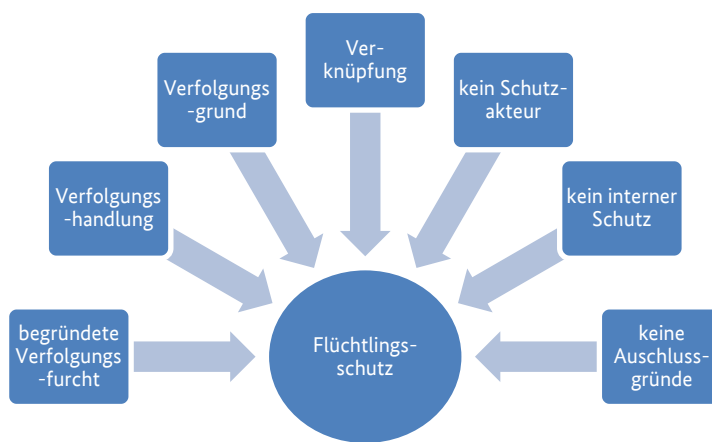 Ver-
knüpfung
Verfolgungs
-grund
kein Schutz-
akteur
Verfolgungs
-handlung
kein interner
Schutz
begründete
Verfolgungs
-furcht
Flüchtlings-
schutz
keine
Auschluss-
gründe